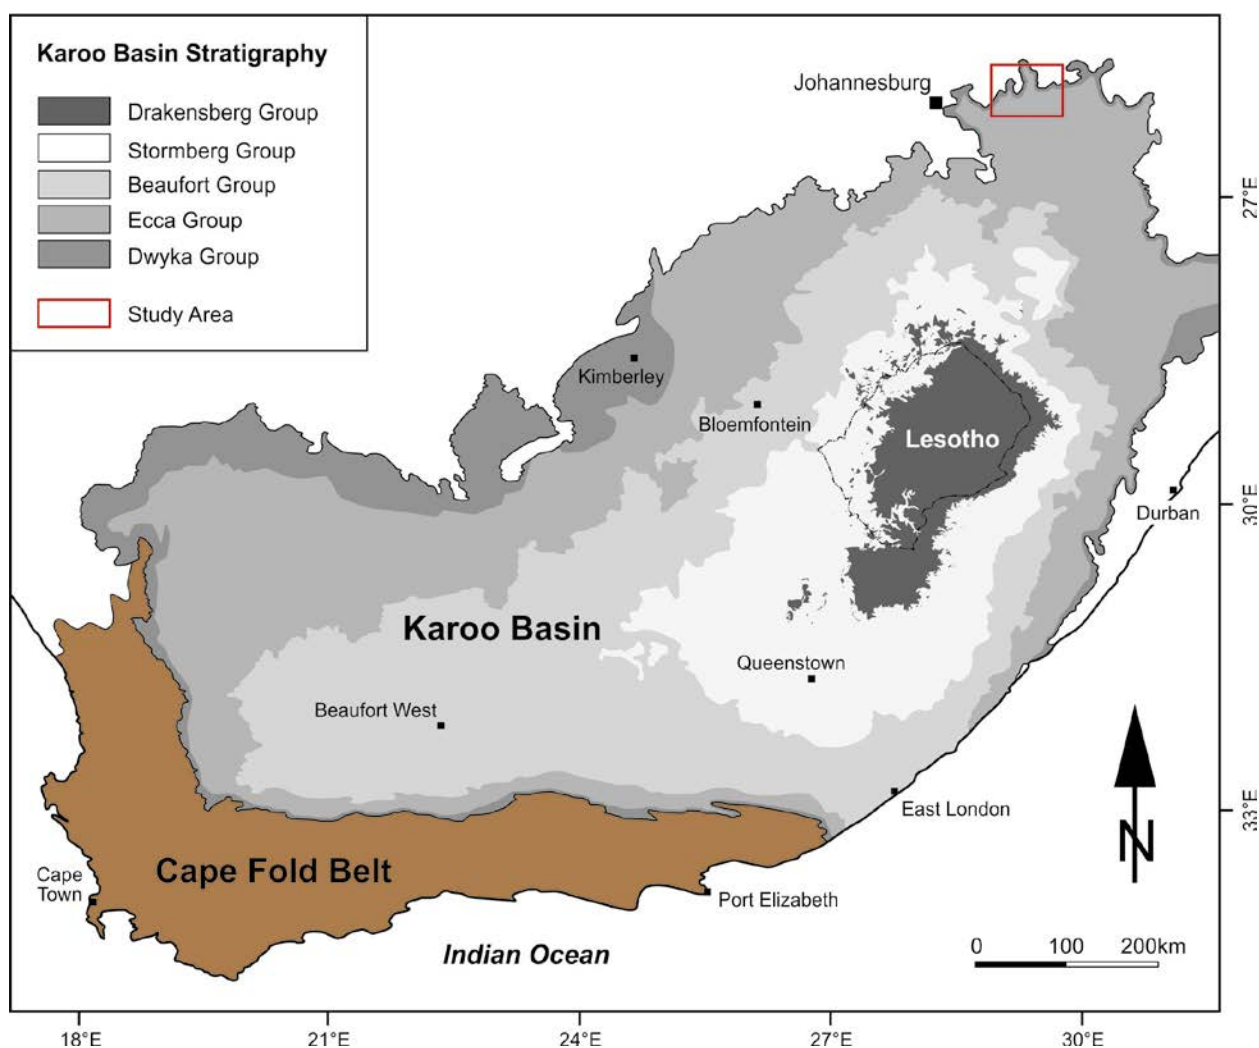 Karoo Basin Stratigraphy
Drakensberg Group
Stormberg Group
Beaufort Group
Ecca Group
Dwyka Group
Study Area
Johannesburg
27°E
Kimberley
Bloemfontein
Lesotho
30°E
Durban
Karoo Basin
Queenstown
Beaufort West
East London
33°E
Cape Fold Belt
Cape
Town
Port Elizabeth
Indian Ocean
N
0 100 200km
18°E 21°E 24°E 27°E 30°E